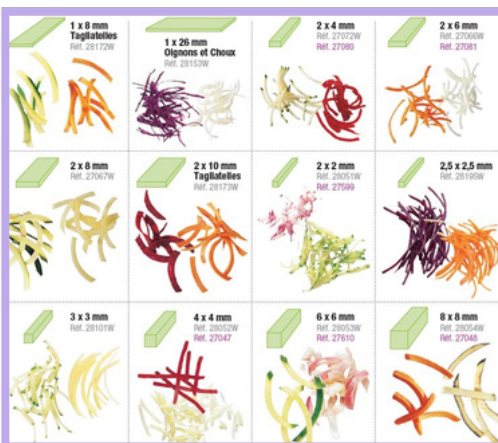 1 x 8 mm
Tagliatelles
Réf. 28172W
1 x 26 mm
Oignons et Choux
Réf. 28153W
2 x 4 mm
Réf. 27072W
Réf. 27080
2 x 6 mm
Réf. 27066W
Réf. 27081
2 x 8 mm
Réf. 27067W
2 x 10 mm
Tagliatelles
Réf. 28173W
2 x 2 mm
Réf. 28051W
Réf. 27599
2,5 x 2,5 mm
Réf. 28195W
3 x 3 mm
Réf. 28101W
4 x 4 mm
Réf. 28052W
Réf. 27047
6 x 6 mm
Réf. 28053W
Réf. 27610
8 x 8 mm
Réf. 28054W
Réf. 27048